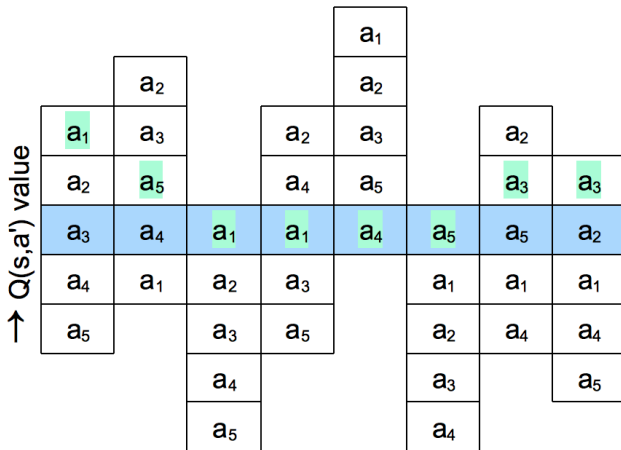 a₁
a₂
a₂
a₁ a₃ a₂ a₃ a₂
a₂ a₅ a₄ a₅ a₃ a₃
a₃ a₄ a₁ a₁ a₄ a₅ a₅ a₂
a₄ a₁ a₂ a₃ a₁ a₁ a₁
a₅ a₃ a₅ a₂ a₄ a₄
a₄ a₃ a₅
a₅ a₄
→ Q(s,a') value